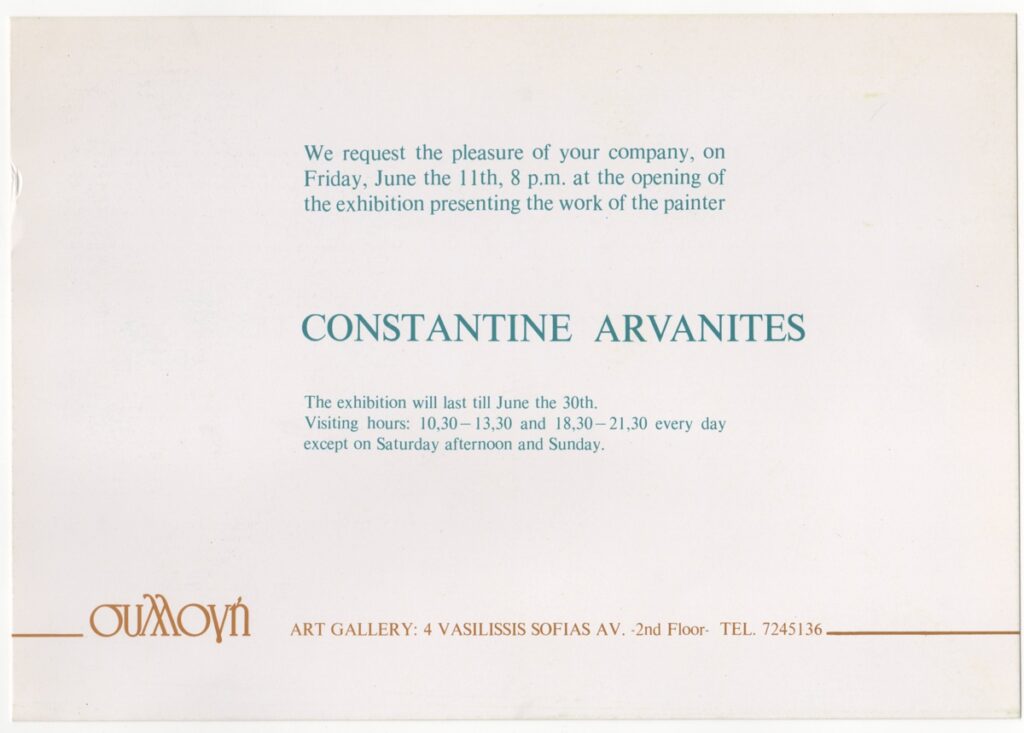 We request the pleasure of your company, on
Friday, June the 11th, 8 p.m. at the opening of
the exhibition presenting the work of the painter
CONSTANTINE ARVANITES
The exhibition will last till June the 30th.
Visiting hours: 10,30–13,30 and 18,30–21,30 every day
except on Saturday afternoon and Sunday.
συλλογή ART GALLERY: 4 VASILISSIS SOFIAS AV. -2nd Floor- TEL. 7245136